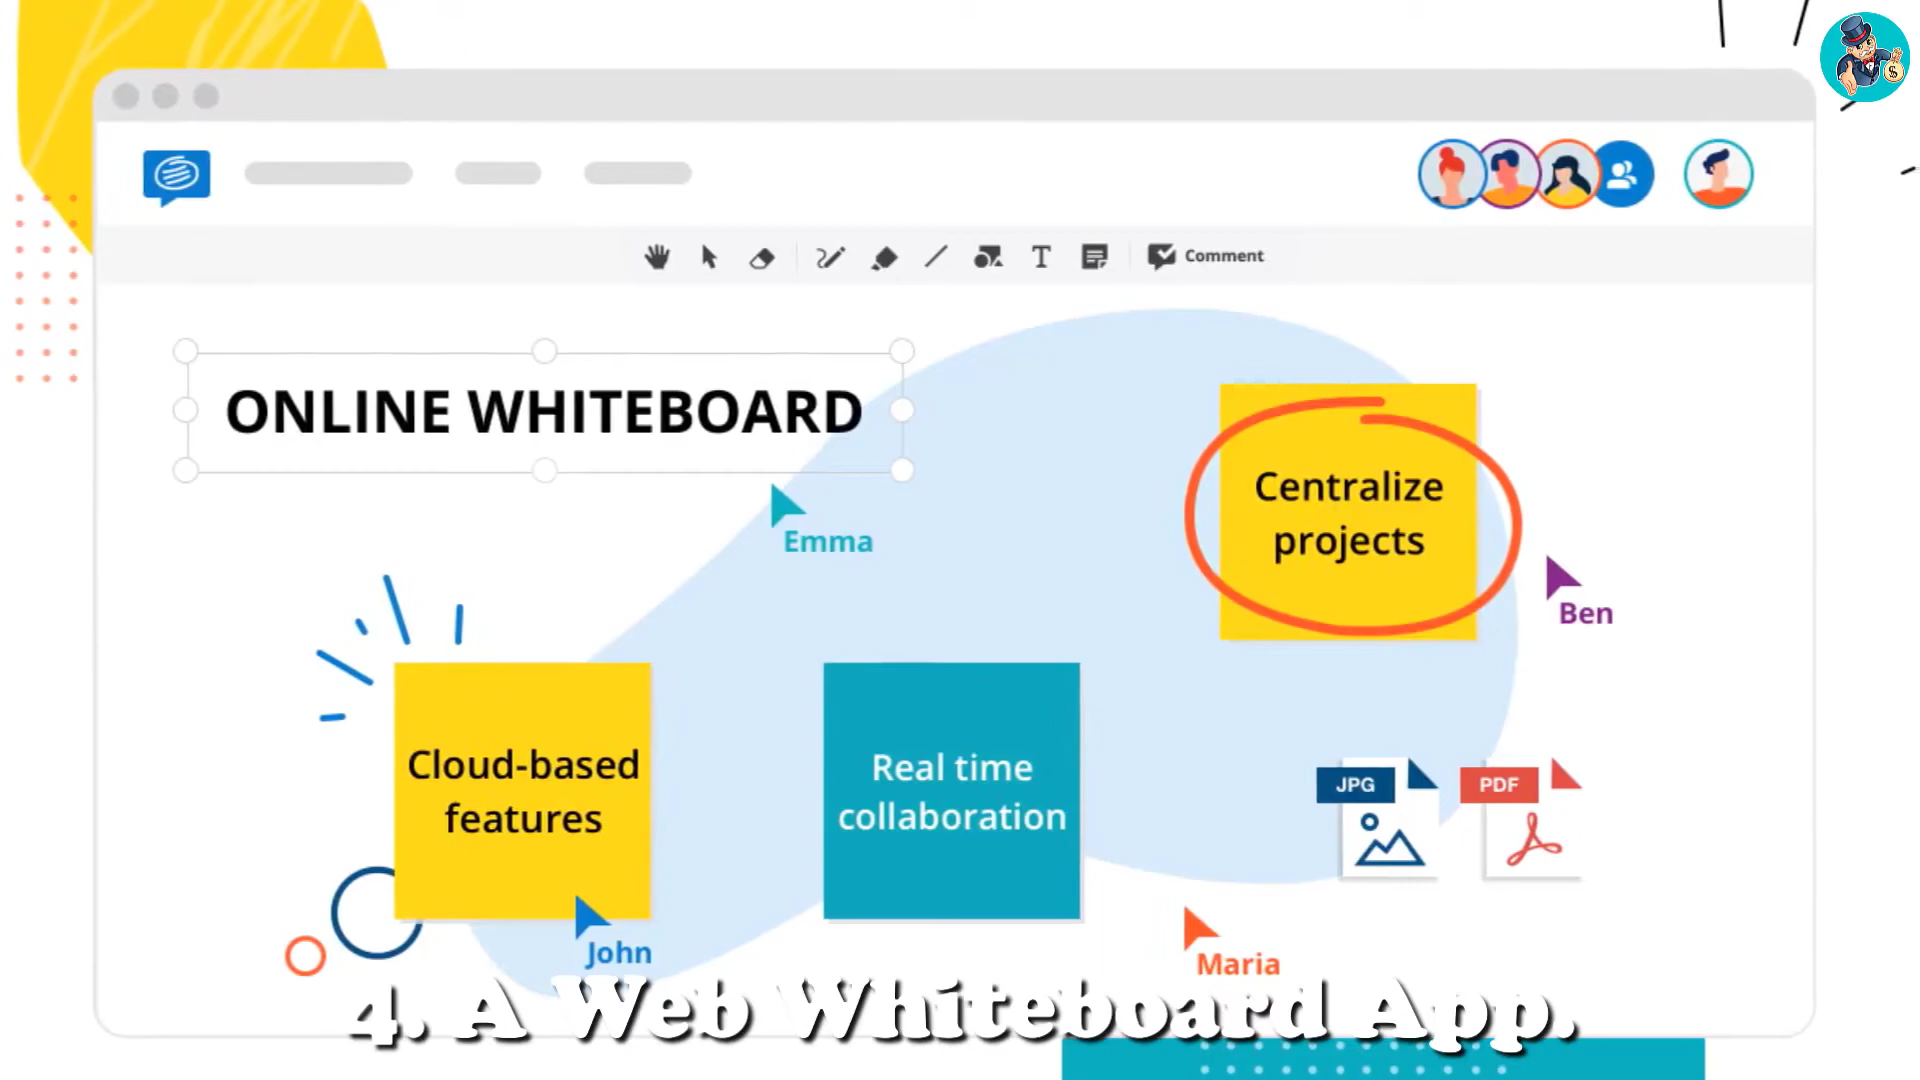 Comment
ONLINE WHITEBOARD
Emma
Centralize
projects
Ben
Cloud-based
features
Real time
collaboration
JPG
PDF
John
Maria
4. A Web Whiteboard App.
$